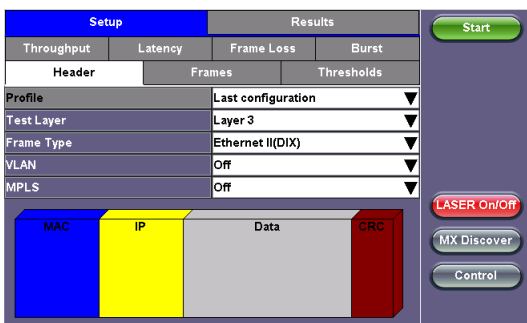 Setup Results
Throughput Latency Frame Loss Burst
Header Frames Thresholds
Profile Last configuration
Test Layer Layer 3
Frame Type Ethernet II(DIX)
VLAN Off
MPLS Off
MAC IP Data CRC
Start
LASER On/Off
MX Discover
Control